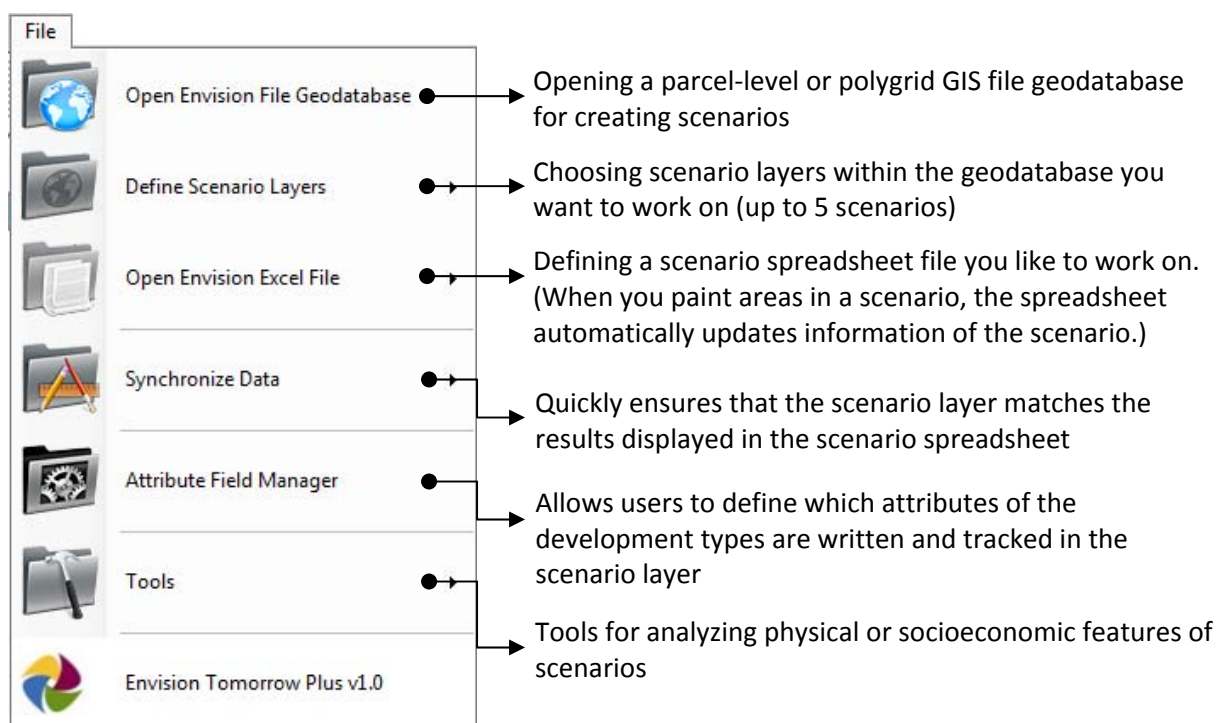 File
Open Envision File Geodatabase
Opening a parcel-level or polygrid GIS file geodatabase
for creating scenarios
Define Scenario Layers
Choosing scenario layers within the geodatabase you
want to work on (up to 5 scenarios)
Open Envision Excel File
Defining a scenario spreadsheet file you like to work on.
(When you paint areas in a scenario, the spreadsheet
automatically updates information of the scenario.)
Synchronize Data
Quickly ensures that the scenario layer matches the
results displayed in the scenario spreadsheet
Attribute Field Manager
Allows users to define which attributes of the
development types are written and tracked in the
scenario layer
Tools
Tools for analyzing physical or socioeconomic features of
scenarios
Envision Tomorrow Plus v1.0